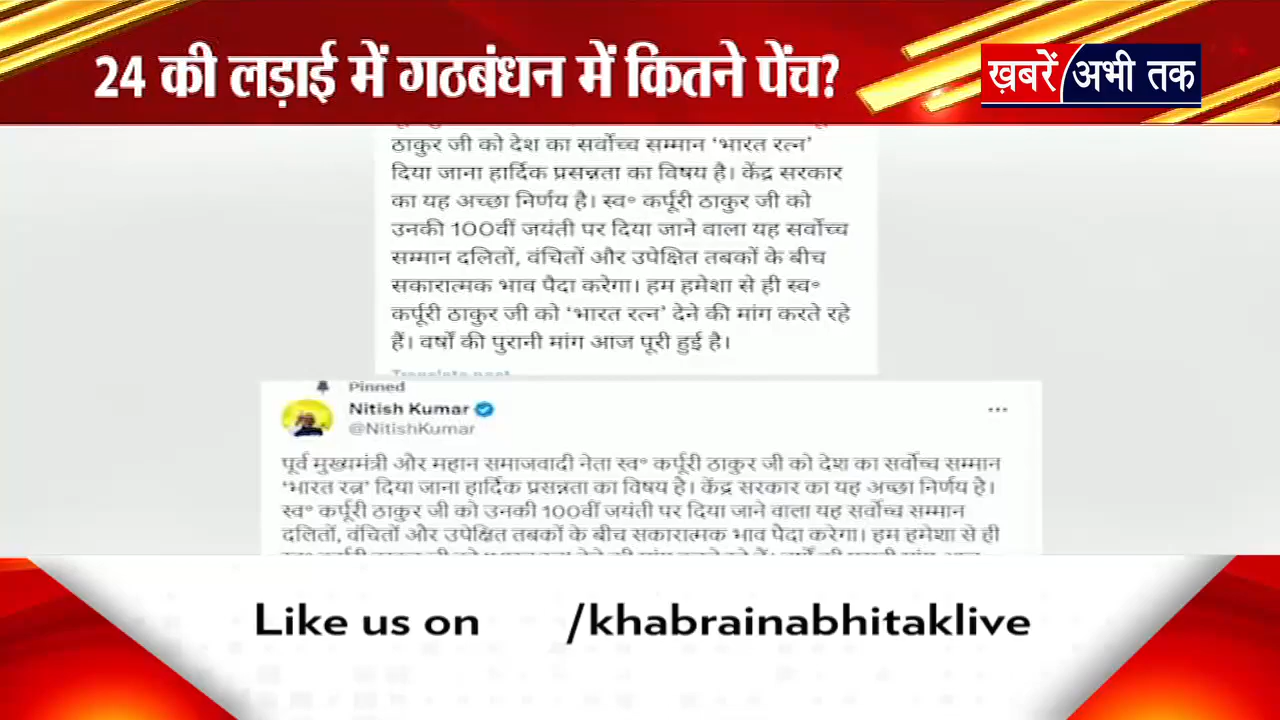 24 की लड़ाई में गठबंधन में कितने पेंच?
ख़बरें अभी तक
ठाकुर जी को देश का सर्वोच्च सम्मान ‘भारत रत्न’
दिया जाना हार्दिक प्रसन्नता का विषय है। केंद्र सरकार
का यह अच्छा निर्णय है। स्व॰ कर्पूरी ठाकुर जी को
उनकी 100वीं जयंती पर दिया जाने वाला यह सर्वोच्च
सम्मान दलितों, वंचितों और उपेक्षित तबकों के बीच
सकारात्मक भाव पैदा करेगा। हम हमेशा से ही स्व॰
कर्पूरी ठाकुर जी को ‘भारत रत्न’ देने की मांग करते रहे
हैं। वर्षों की पुरानी मांग आज पूरी हुई है।
Pinned
Nitish Kumar
@NitishKumar
पूर्व मुख्यमंत्री और महान समाजवादी नेता स्व॰ कर्पूरी ठाकुर जी को देश का सर्वोच्च सम्मान
‘भारत रत्न’ दिया जाना हार्दिक प्रसन्नता का विषय है। केंद्र सरकार का यह अच्छा निर्णय है।
स्व॰ कर्पूरी ठाकुर जी को उनकी 100वीं जयंती पर दिया जाने वाला यह सर्वोच्च सम्मान
दलितों, वंचितों और उपेक्षित तबकों के बीच सकारात्मक भाव पैदा करेगा। हम हमेशा से ही
Like us on /khabrainabhitaklive